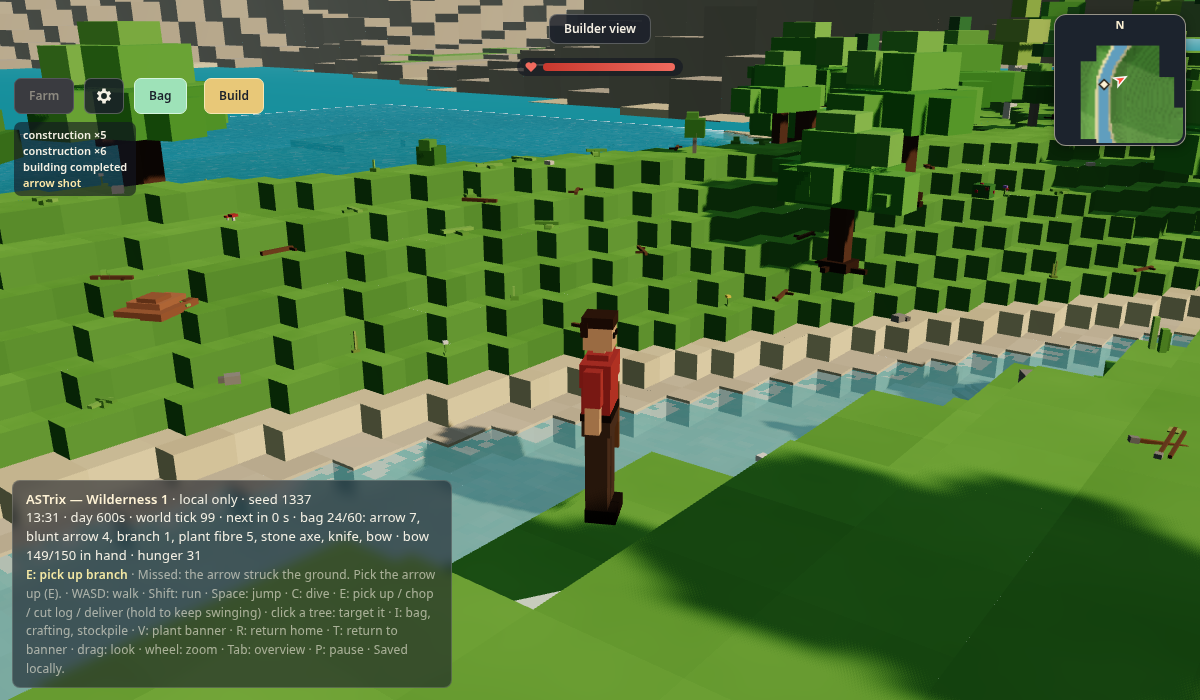 Builder view
N
Farm
Bag
Build
construction ×5
construction ×6
building completed
arrow shot
ASTrix — Wilderness 1 · local only · seed 1337
13:31 · day 600s · world tick 99 · next in 0 s · bag 24/60: arrow 7,
blunt arrow 4, branch 1, plant fibre 5, stone axe, knife, bow · bow
149/150 in hand · hunger 31
E: pick up branch · Missed: the arrow struck the ground. Pick the arrow
up (E). · WASD: walk · Shift: run · Space: jump · C: dive · E: pick up / chop
/ cut log / deliver (hold to keep swinging) · click a tree: target it · I: bag,
crafting, stockpile · V: plant banner · R: return home · T: return to
banner · drag: look · wheel: zoom · Tab: overview · P: pause · Saved
locally.